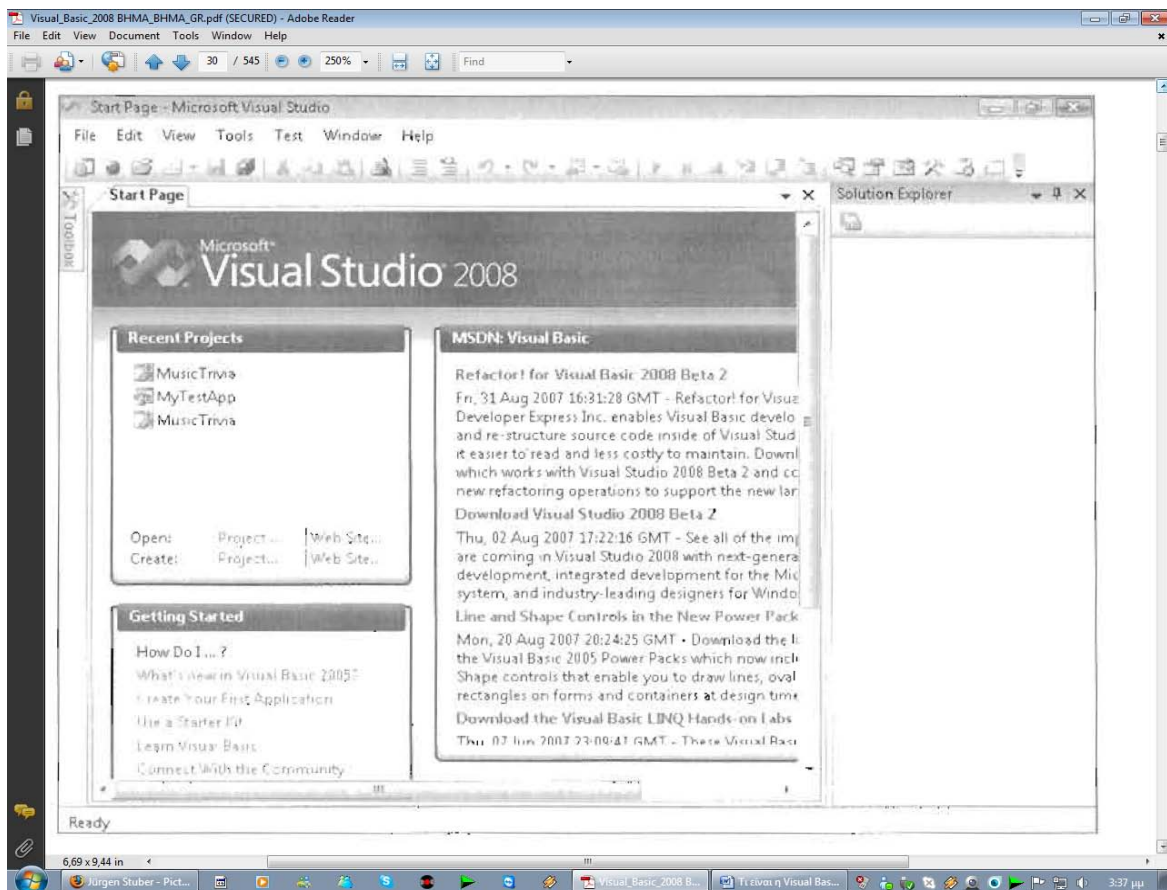 Visual_Basic_2008 BHMA_BHMA_GR.pdf (SECURED) - Adobe Reader
File Edit View Document Tools Window Help
30 / 545 250% Find
Start Page - Microsoft Visual Studio
File Edit View Tools Test Window Help
Toolbox
Start Page
Solution Explorer
Microsoft
Visual Studio 2008
Recent Projects
MusicTrivia
MyTestApp
MusicTrivia
Open: Project ... Web Site...
Create: Project... Web Site...
Getting Started
How Do I ... ?
What's new in Visual Basic 2005?
Create Your First Application
Use a Starter Kit
Learn Visual Basic
Connect With the Community
MSDN: Visual Basic
Refactor! for Visual Basic 2008 Beta 2
Fri, 31 Aug 2007 16:31:28 GMT - Refactor! for Visua
Developer Express Inc. enables Visual Basic develo
and re-structure source code inside of Visual Stud
it easier to read and less costly to maintain. Downl
which works with Visual Studio 2008 Beta 2 and cc
new refactoring operations to support the new lar
Download Visual Studio 2008 Beta 2
Thu, 02 Aug 2007 17:22:16 GMT - See all of the imp
are coming in Visual Studio 2008 with next-genera
development, integrated development for the Mic
system, and industry-leading designers for Windo
Line and Shape Controls in the New Power Pack
Mon, 20 Aug 2007 20:24:25 GMT - Download the l
the Visual Basic 2005 Power Packs which now incl
Shape controls that enable you to draw lines, oval
rectangles on forms and containers at design time
Download the Visual Basic LINQ Hands-on Labs
Thu, 07 Jun 2007 23:09:41 GMT - These Visual Basi
Ready
6,69 x 9,44 in
Jürgen Stuber - Pict... Visual_Basic_2008 B... Τι είναι η Visual Bas... 3:37 μμ